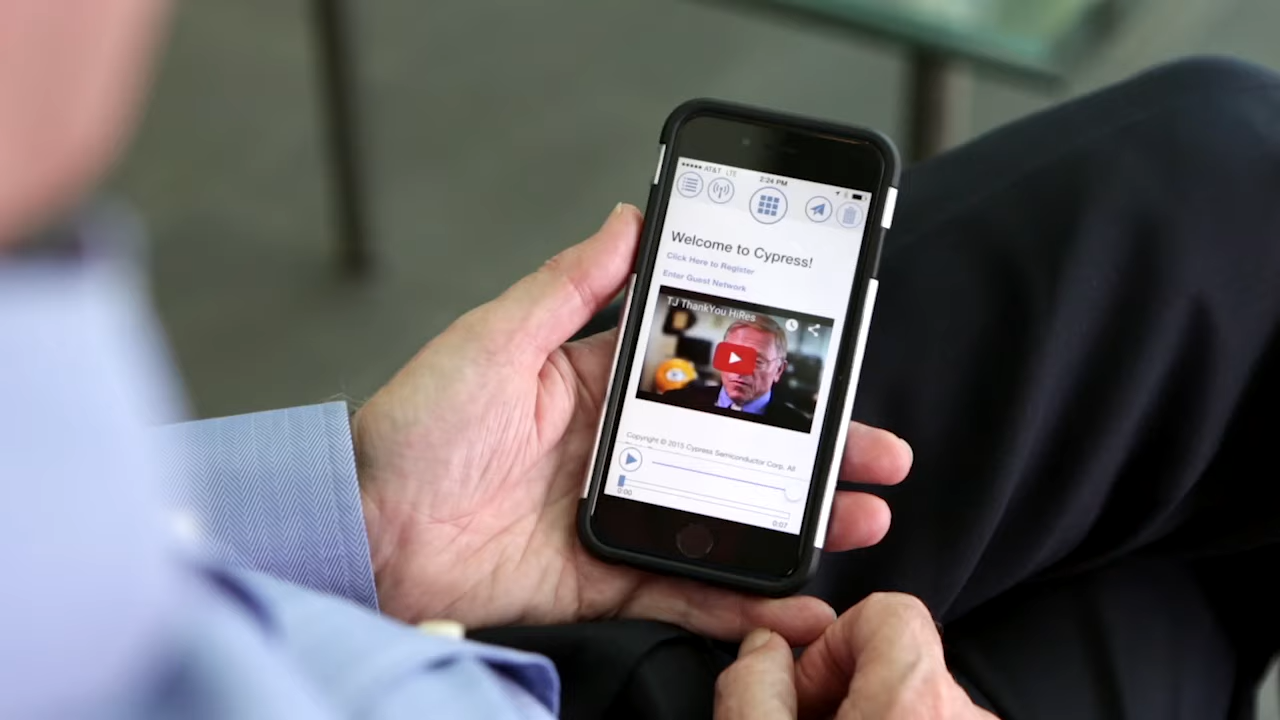 AT&T LTE
2:24 PM
Welcome to Cypress!
Click Here to Register
Enter Guest Network
TJ ThankYou HiRes
Copyright © 2015 Cypress Semiconductor Corp. All
0:00
0:07